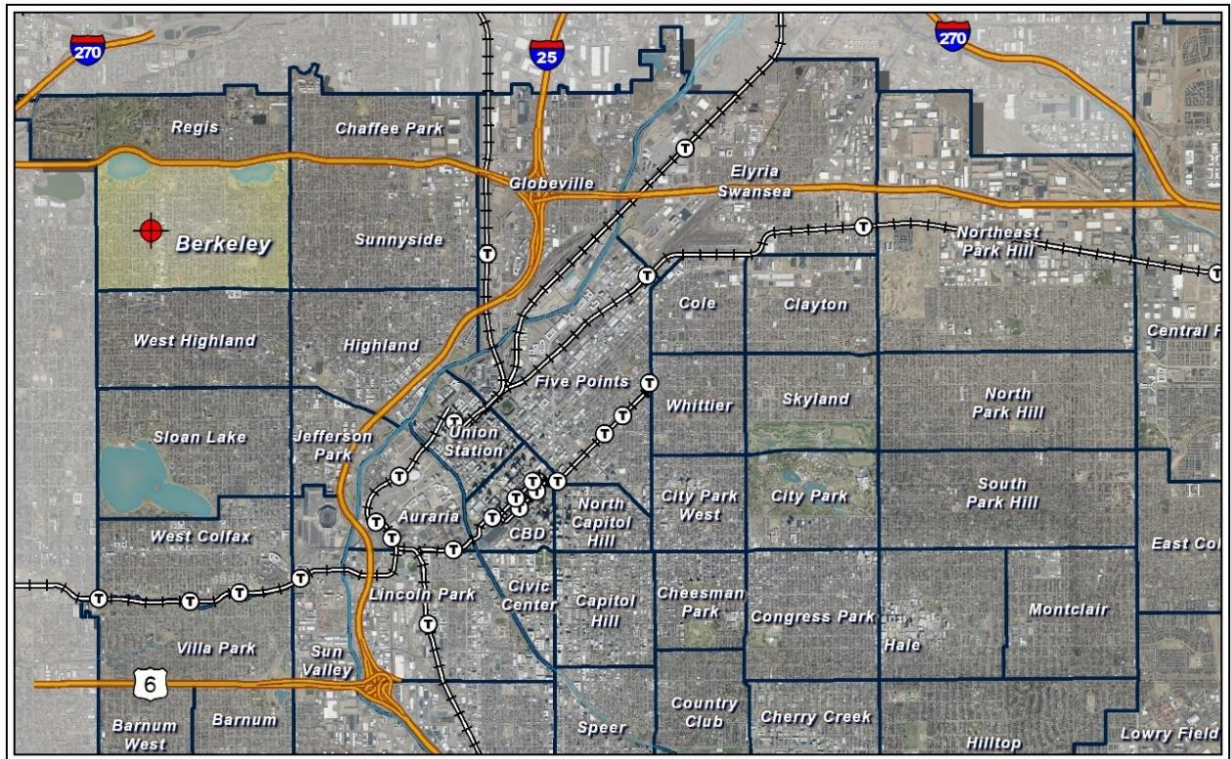 270
25
270
Regis
Chaffee Park
Globeville
Elyria
Swansea
Berkeley
Sunnyside
Northeast
Park Hill
T
T
T
T
T
Cole
Clayton
West Highland
Highland
Central P
Five Points
T
Whittier
Skyland
North
Park Hill
T
T
T
Sloan Lake
Jefferson
Park
Union
Station
T
T
T
T
T
T
T
T
North
Capitol
Hill
City Park
West
City Park
South
Park Hill
Auraria
CBD
T
T
West Colfax
T
East Col
T
T
T
T
Lincoln Park
T
Civic
Center
Capitol
Hill
Cheesman
Park
Congress Park
Montclair
Hale
Villa Park
Sun
Valley
6
Barnum
West
Barnum
Speer
Country
Club
Cherry Creek
Hilltop
Lowry Field